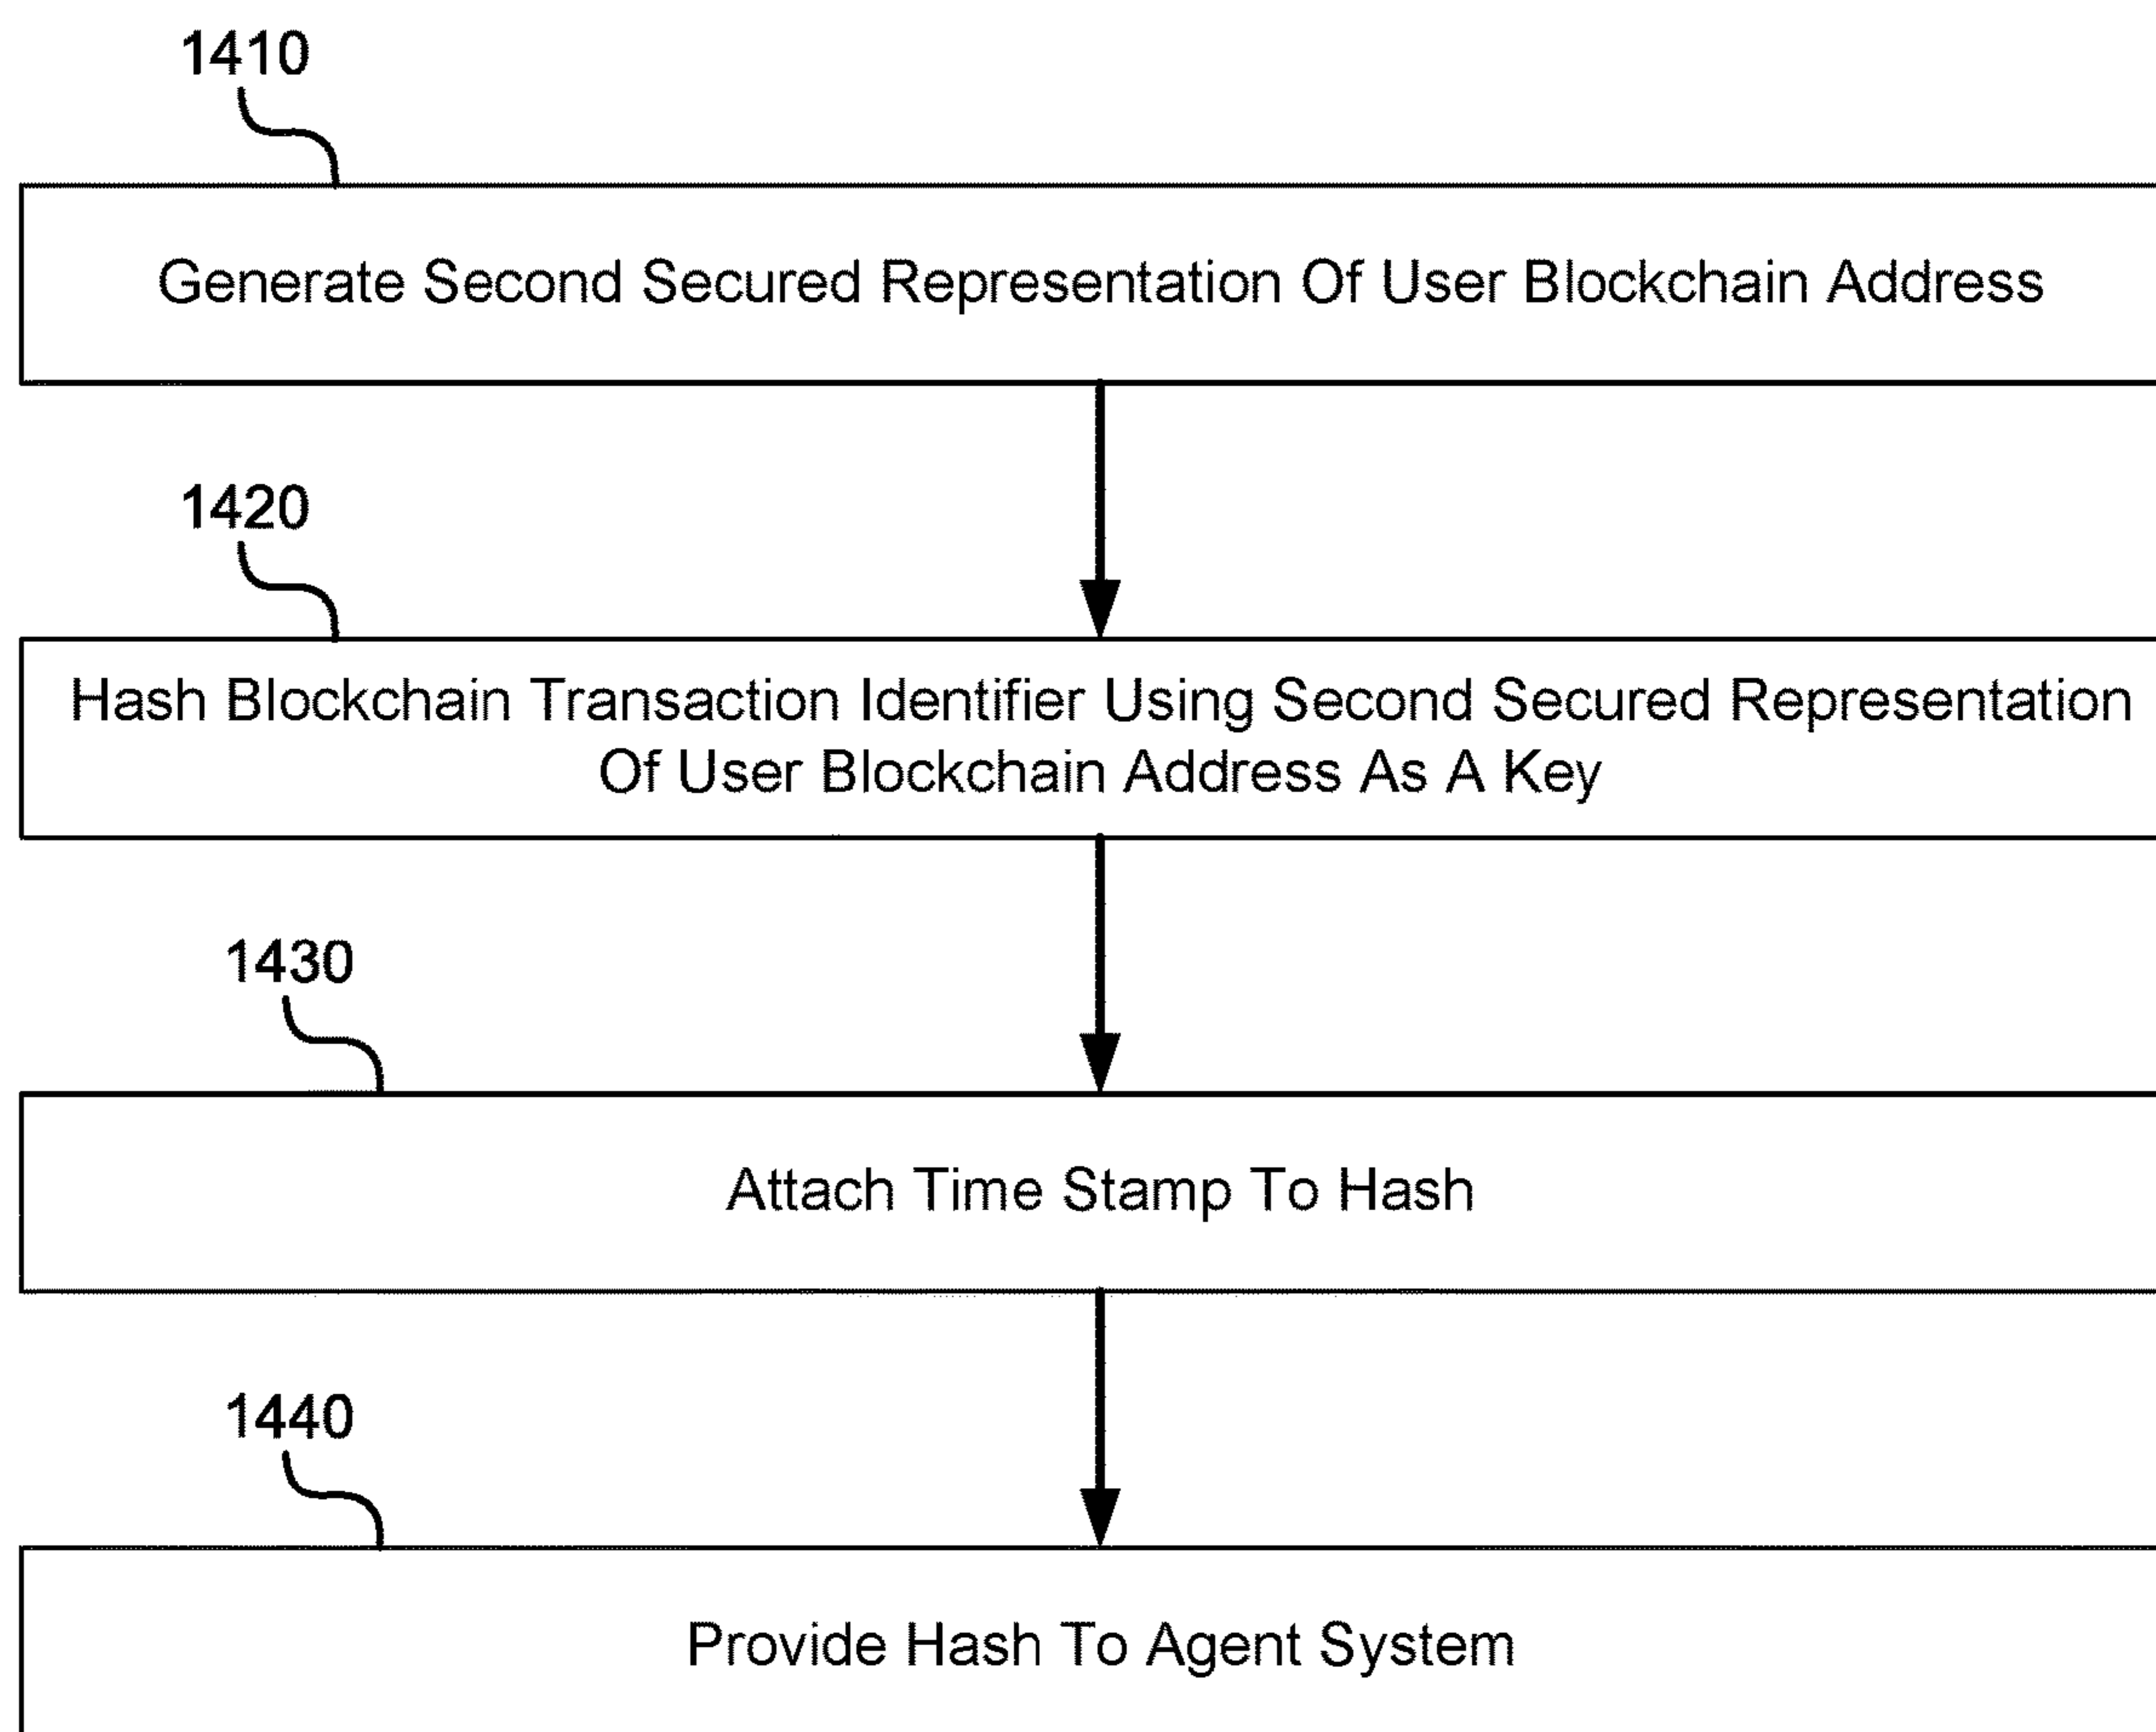 1410
Generate Second Secured Representation Of User Blockchain Address
1420
Hash Blockchain Transaction Identifier Using Second Secured Representation
Of User Blockchain Address As A Key
1430
Attach Time Stamp To Hash
1440
Provide Hash To Agent System